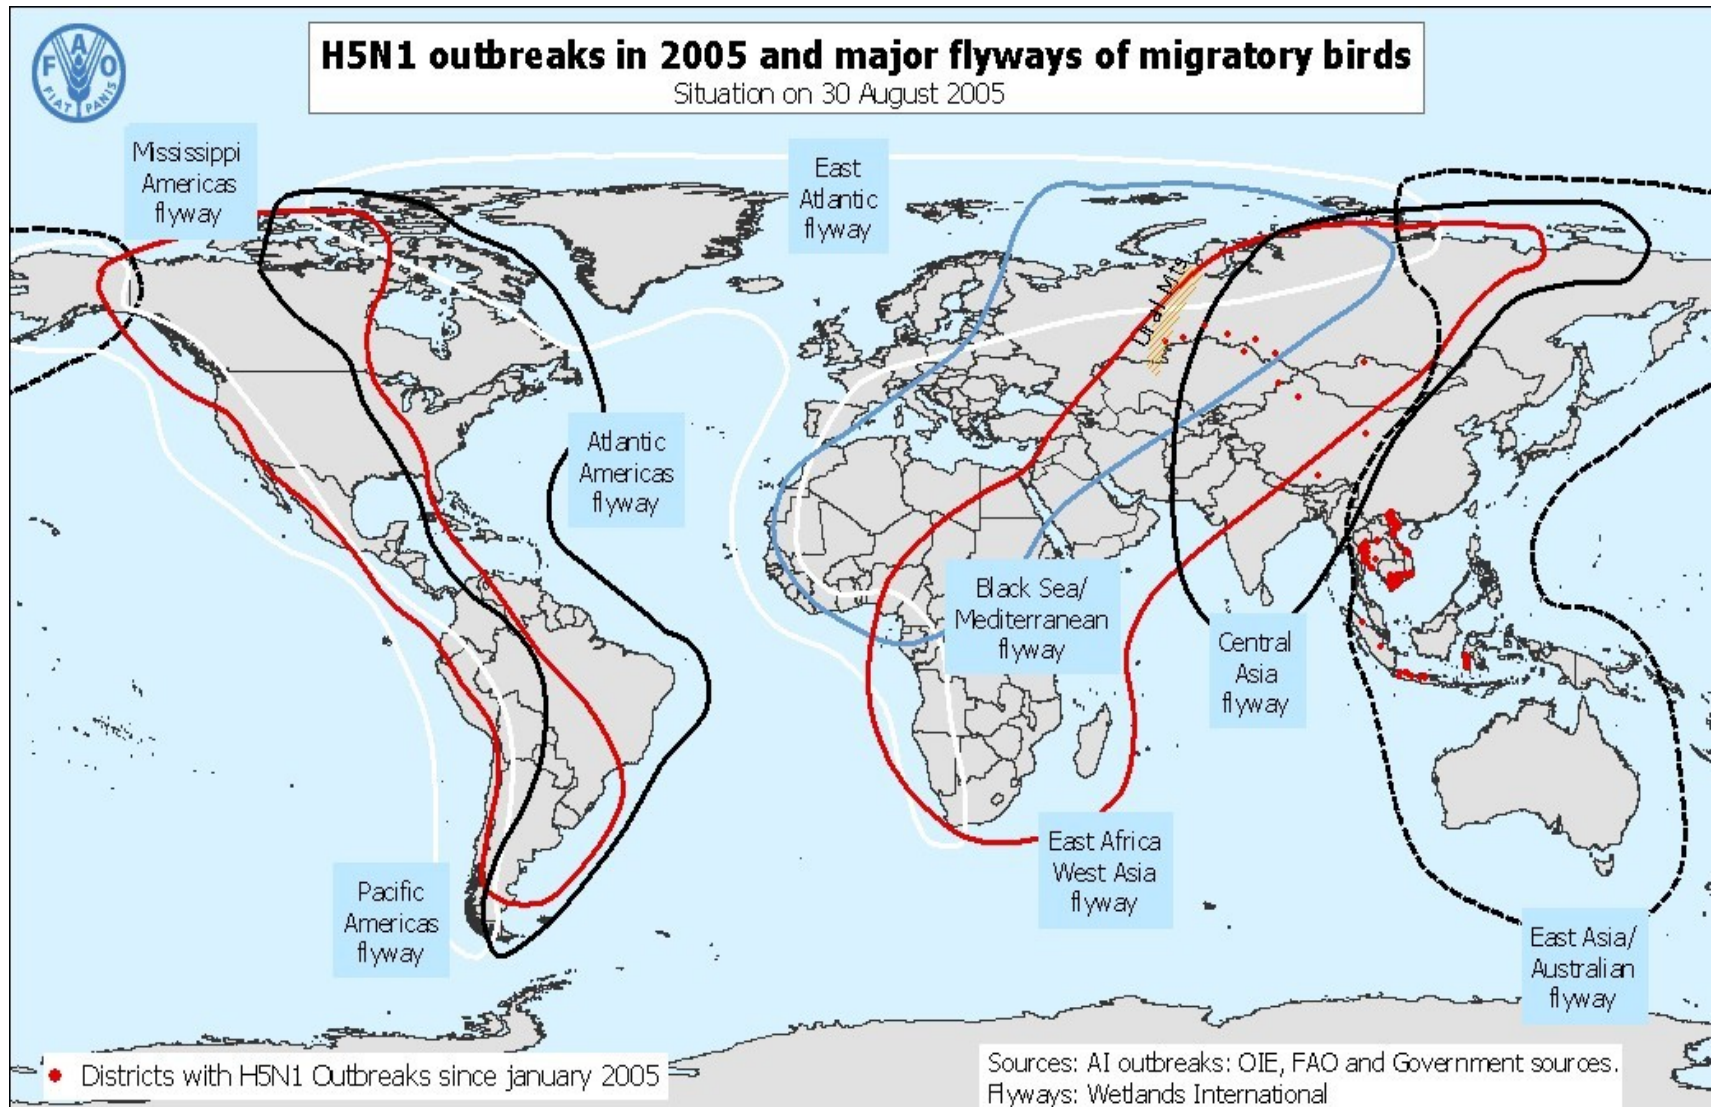 H5N1 outbreaks in 2005 and major flyways of migratory birds
Situation on 30 August 2005
F A O
FIAT PANIS
Mississippi
Americas
flyway
East
Atlantic
flyway
Ural Mts
Atlantic
Americas
flyway
Black Sea/
Mediterranean
flyway
Central
Asia
flyway
East Africa
West Asia
flyway
Pacific
Americas
flyway
East Asia/
Australian
flyway
Districts with H5N1 Outbreaks since january 2005
Sources: AI outbreaks: OIE, FAO and Government sources.
Flyways: Wetlands International